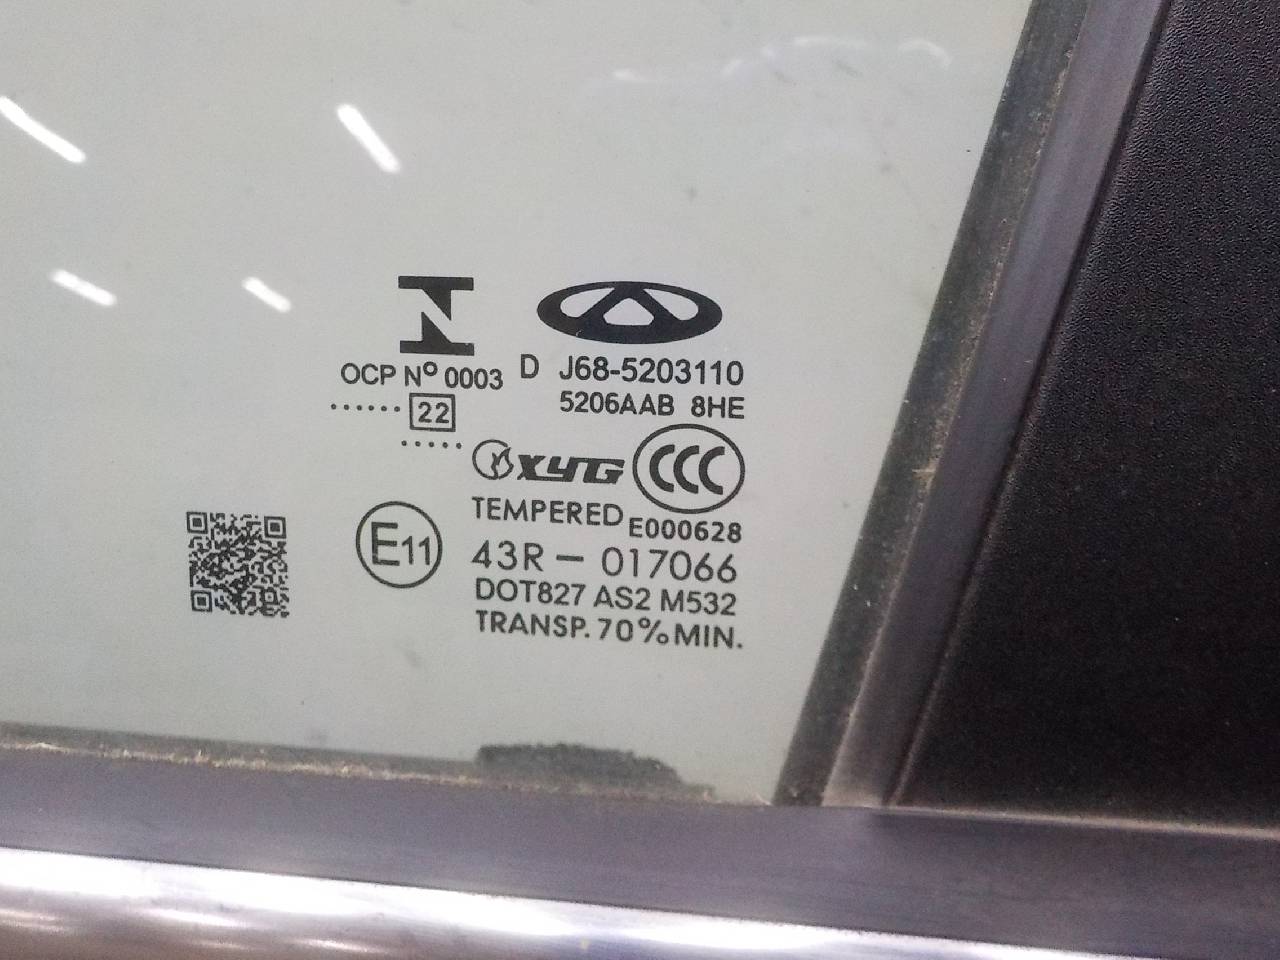 OCP Nº 0003
D J68-5203110
5206AAB 8HE
......22
.....
XYG
CCC
TEMPERED E000628
E11
43R — 017066
DOT827 AS2 M532
TRANSP. 70% MIN.